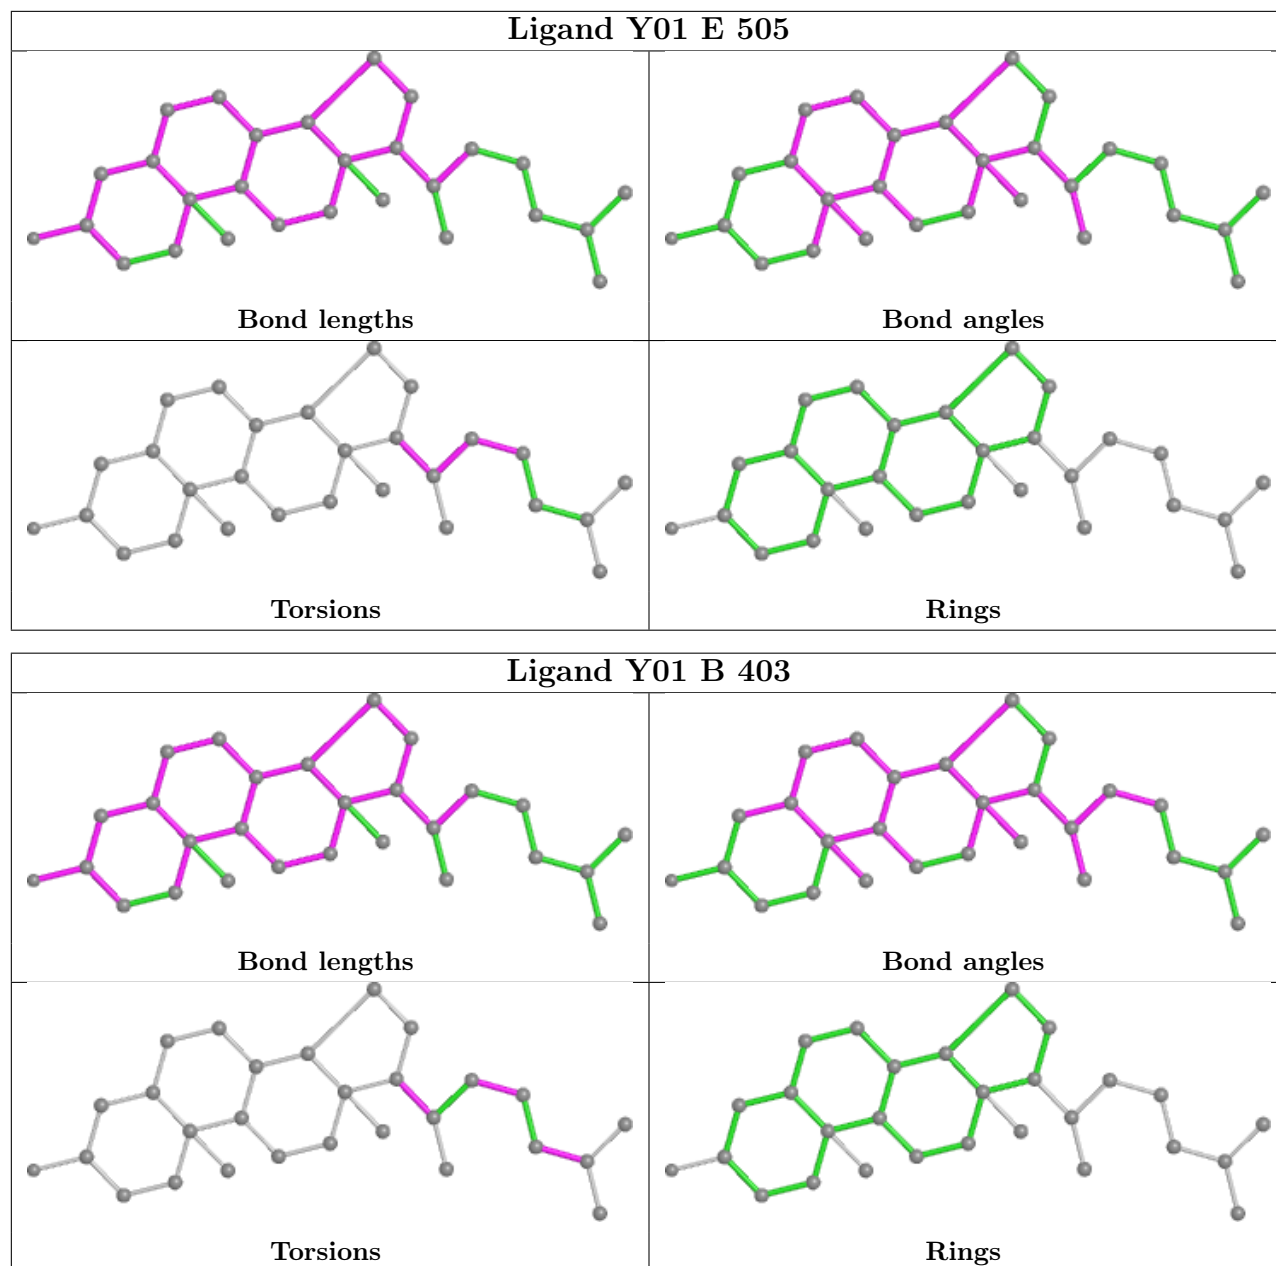 Ligand Y01 E 505
Bond lengths
Bond angles
Torsions
Rings
Ligand Y01 B 403
Bond lengths
Bond angles
Torsions
Rings